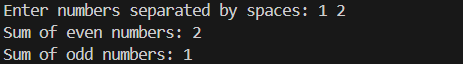 Enter numbers separated by spaces: 1 2
Sum of even numbers: 2
Sum of odd numbers: 1